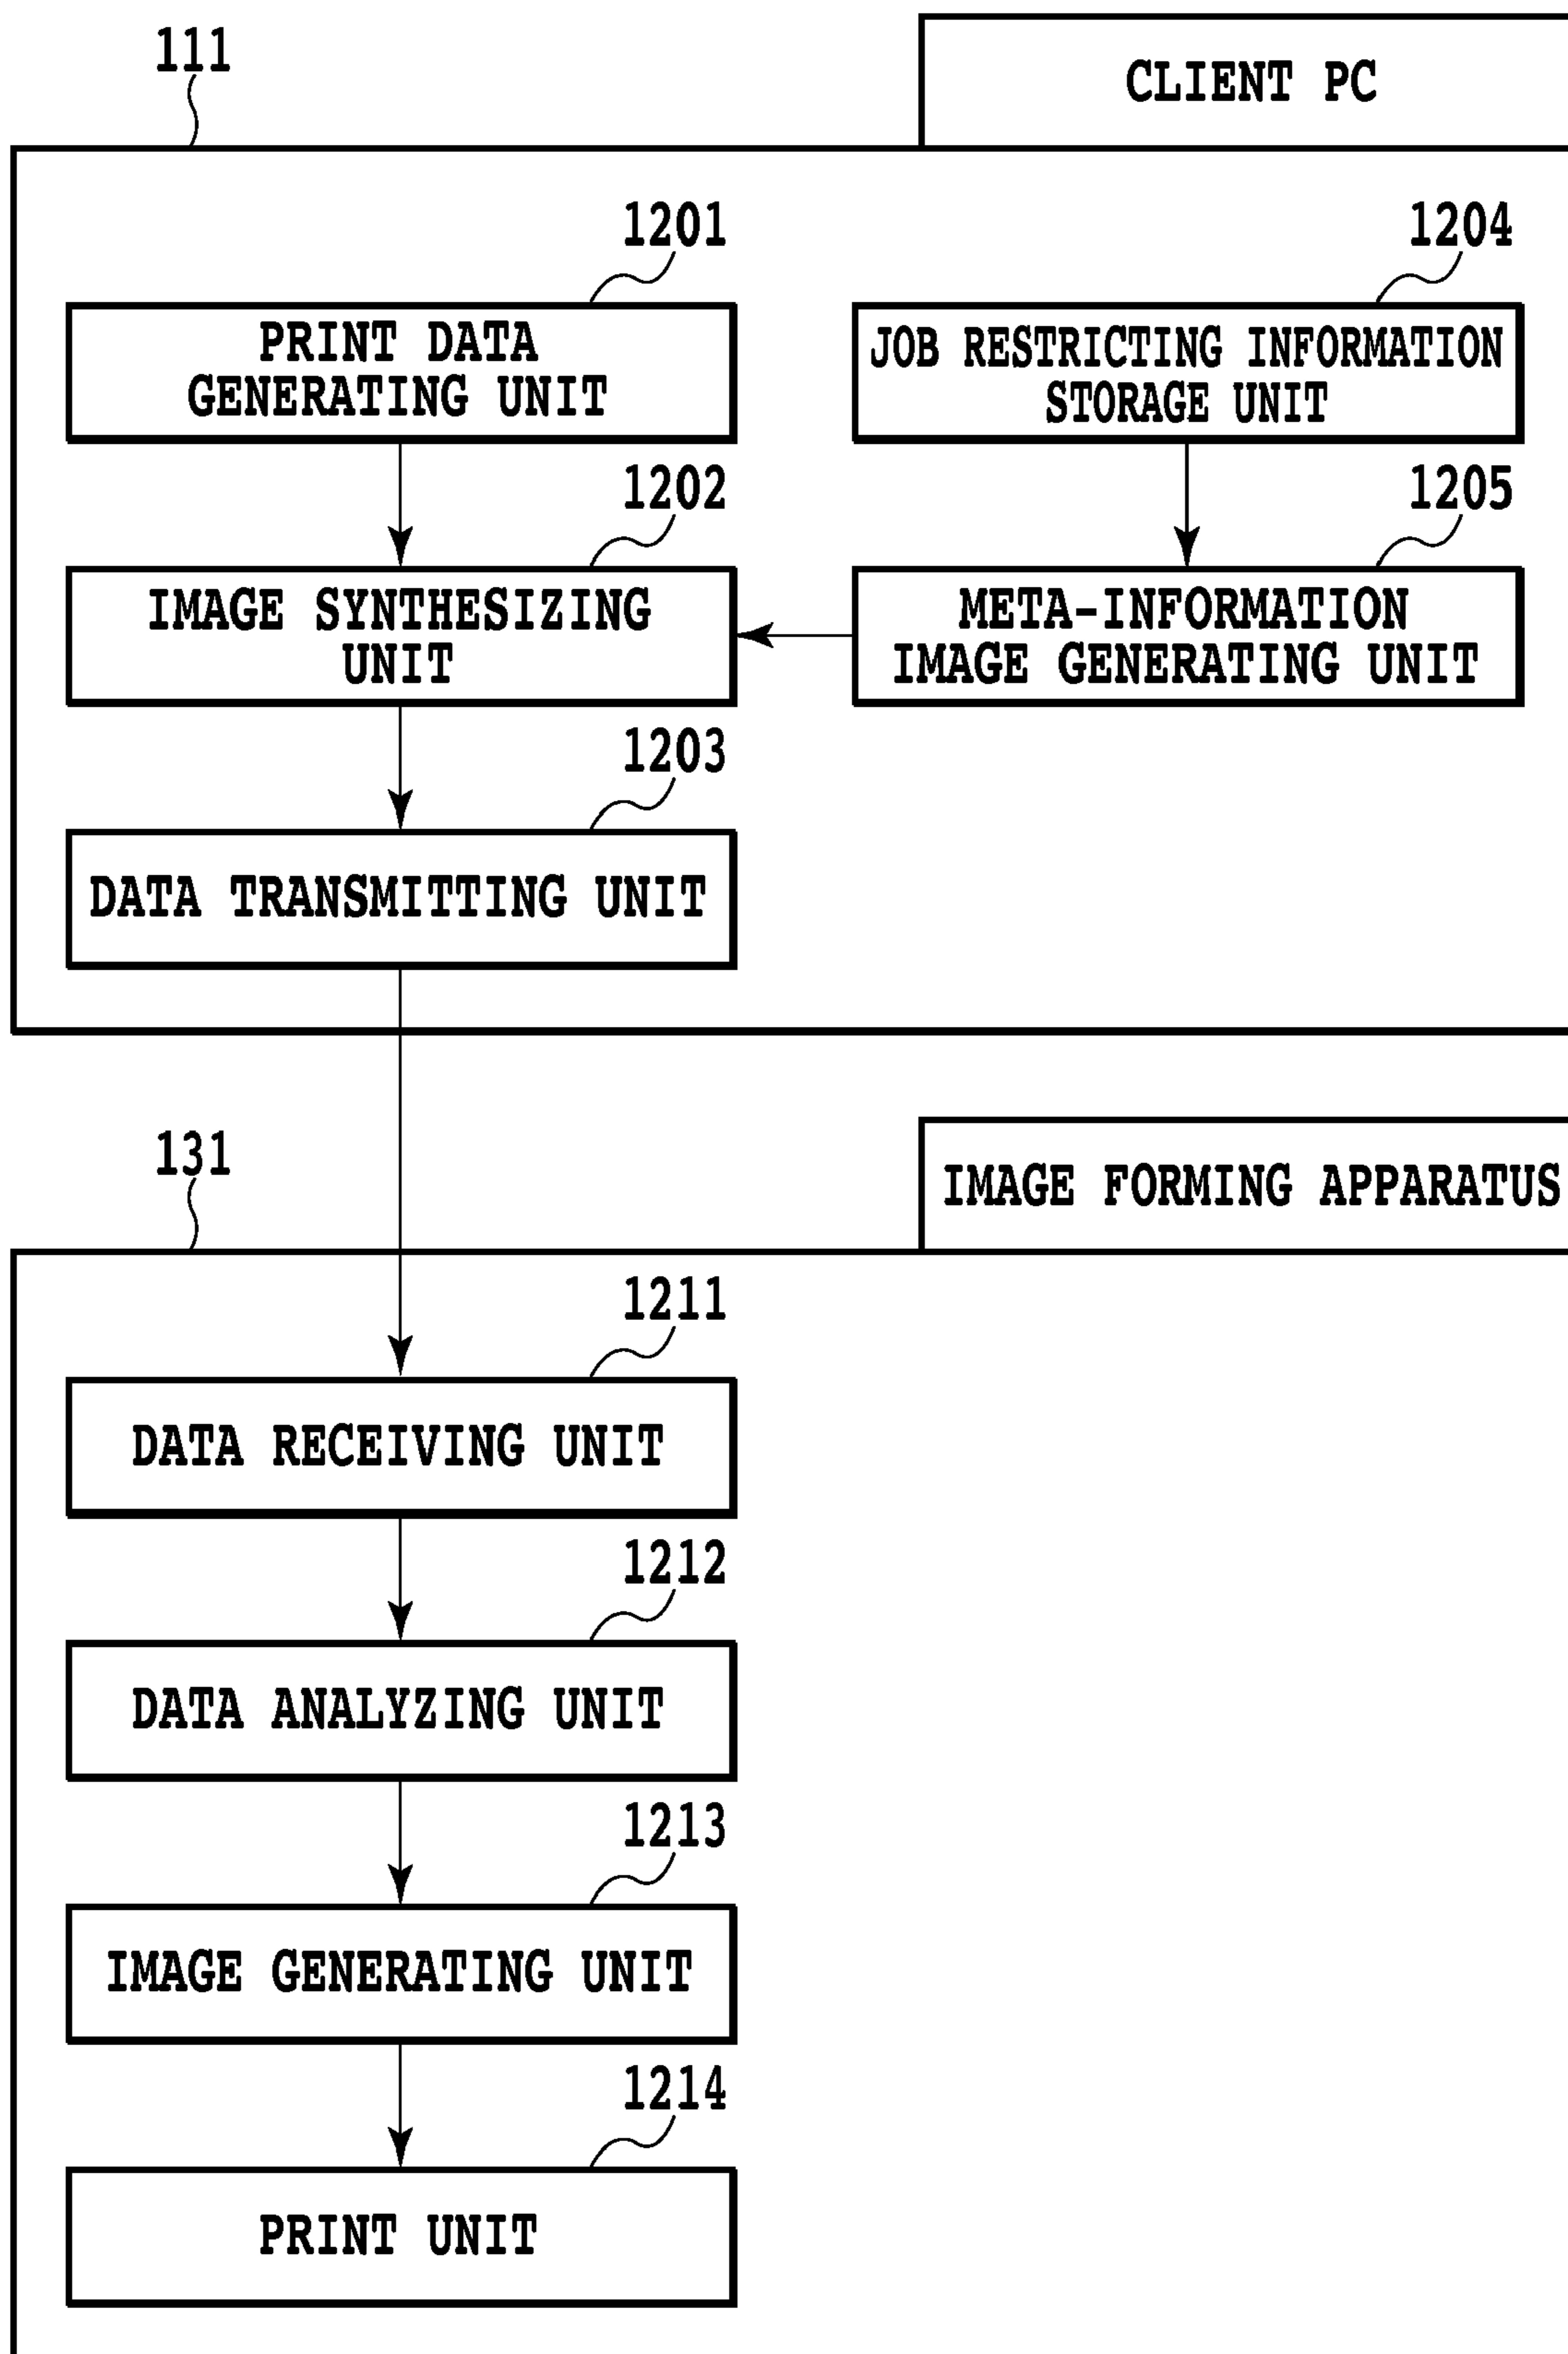 111
CLIENT PC
1201
PRINT DATA
GENERATING UNIT
1204
JOB RESTRICTING INFORMATION
STORAGE UNIT
1202
IMAGE SYNTHESIZING
UNIT
1205
META-INFORMATION
IMAGE GENERATING UNIT
1203
DATA TRANSMITTING UNIT
131
IMAGE FORMING APPARATUS
1211
DATA RECEIVING UNIT
1212
DATA ANALYZING UNIT
1213
IMAGE GENERATING UNIT
1214
PRINT UNIT